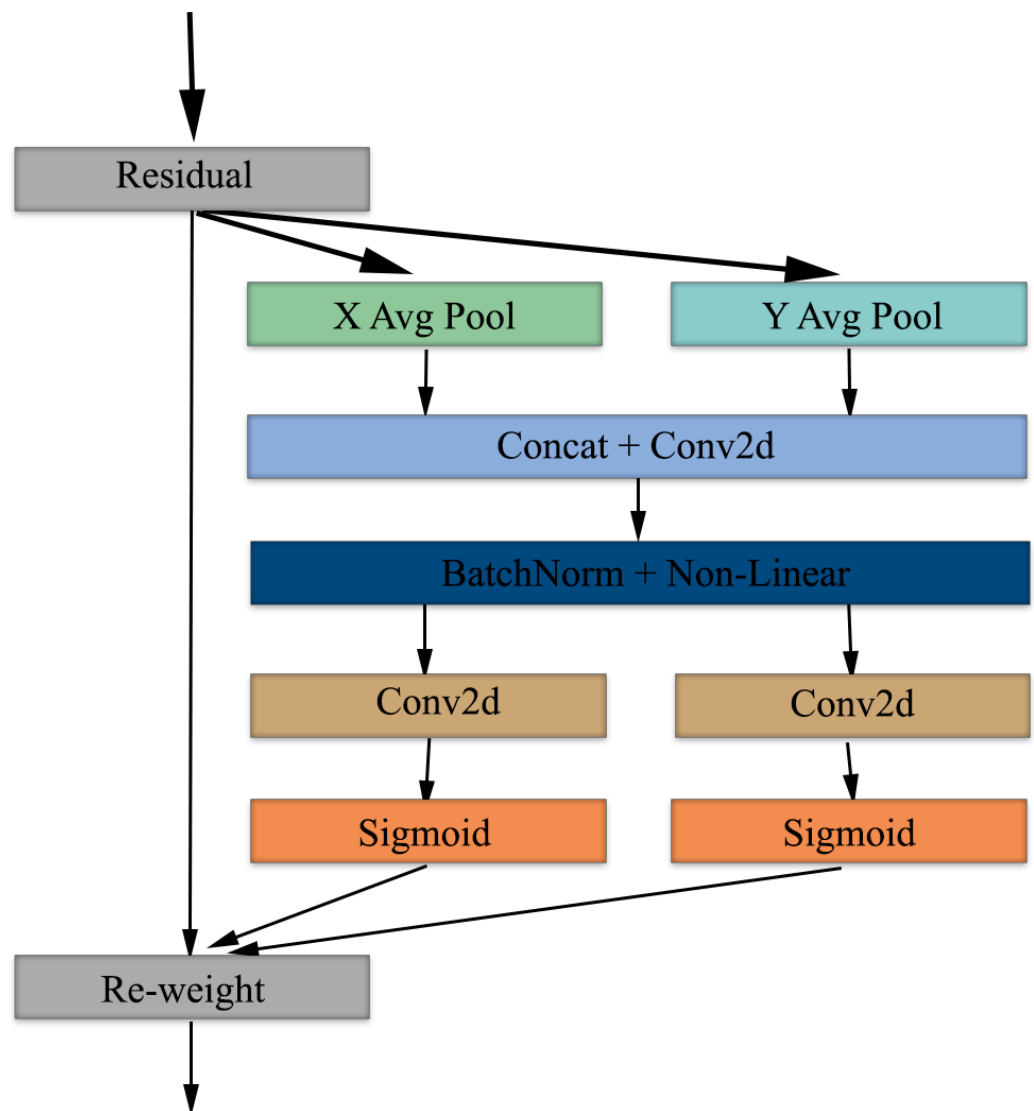 Residual
X Avg Pool
Y Avg Pool
Concat + Conv2d
BatchNorm + Non-Linear
Conv2d
Conv2d
Sigmoid
Sigmoid
Re-weight